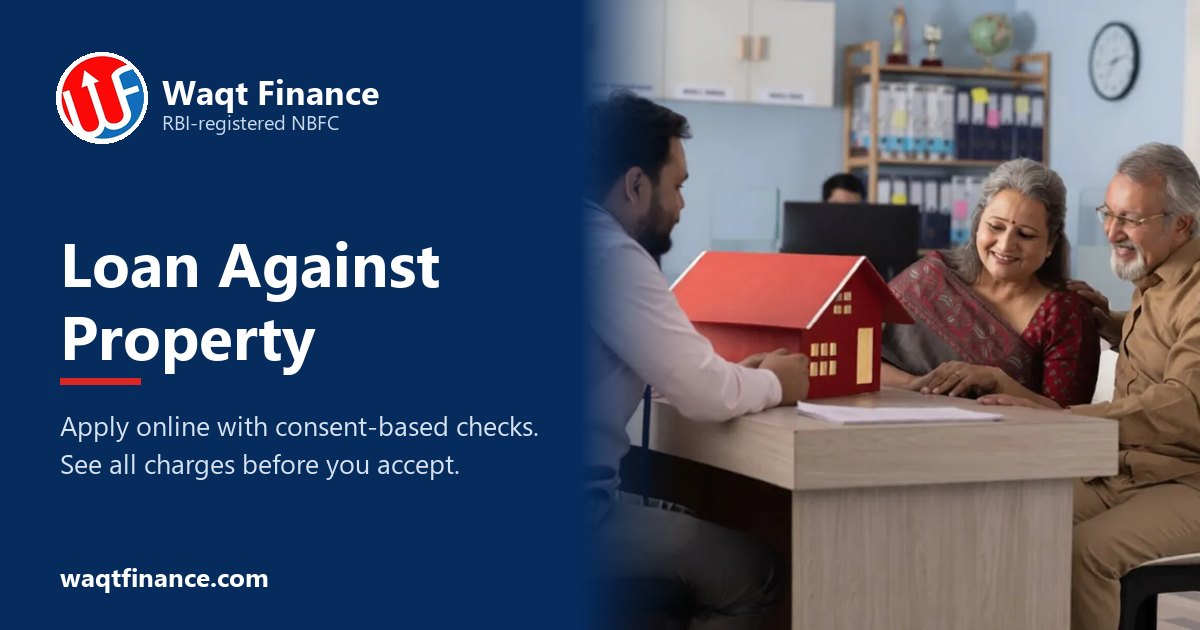 Waqt Finance
RBI-registered NBFC
Loan Against
Property
Apply online with consent-based checks.
See all charges before you accept.
waqtfinance.com